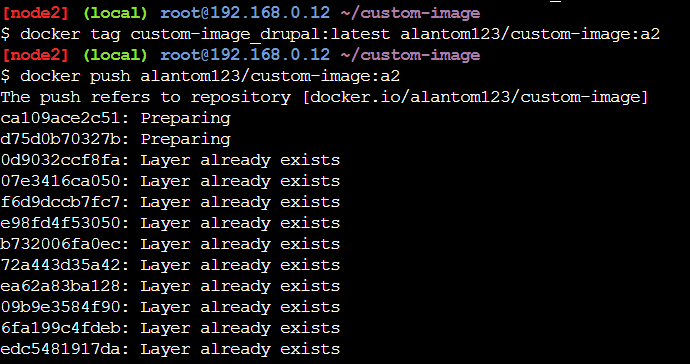 [node2] (local) root@192.168.0.12 ~/custom-image
$ docker tag custom-image_drupal:latest alantom123/custom-image:a2
[node2] (local) root@192.168.0.12 ~/custom-image
$ docker push alantom123/custom-image:a2
The push refers to repository [docker.io/alantom123/custom-image]
ca109ace2c51: Preparing
d75d0b70327b: Preparing
0d9032ccf8fa: Layer already exists
07e3416ca050: Layer already exists
f6d9dccb7fc7: Layer already exists
e98fd4f53050: Layer already exists
b732006fa0ec: Layer already exists
72a443d35a42: Layer already exists
ea62a83ba128: Layer already exists
09b9e3584f90: Layer already exists
6fa199c4fdeb: Layer already exists
edc5481917da: Layer already exists